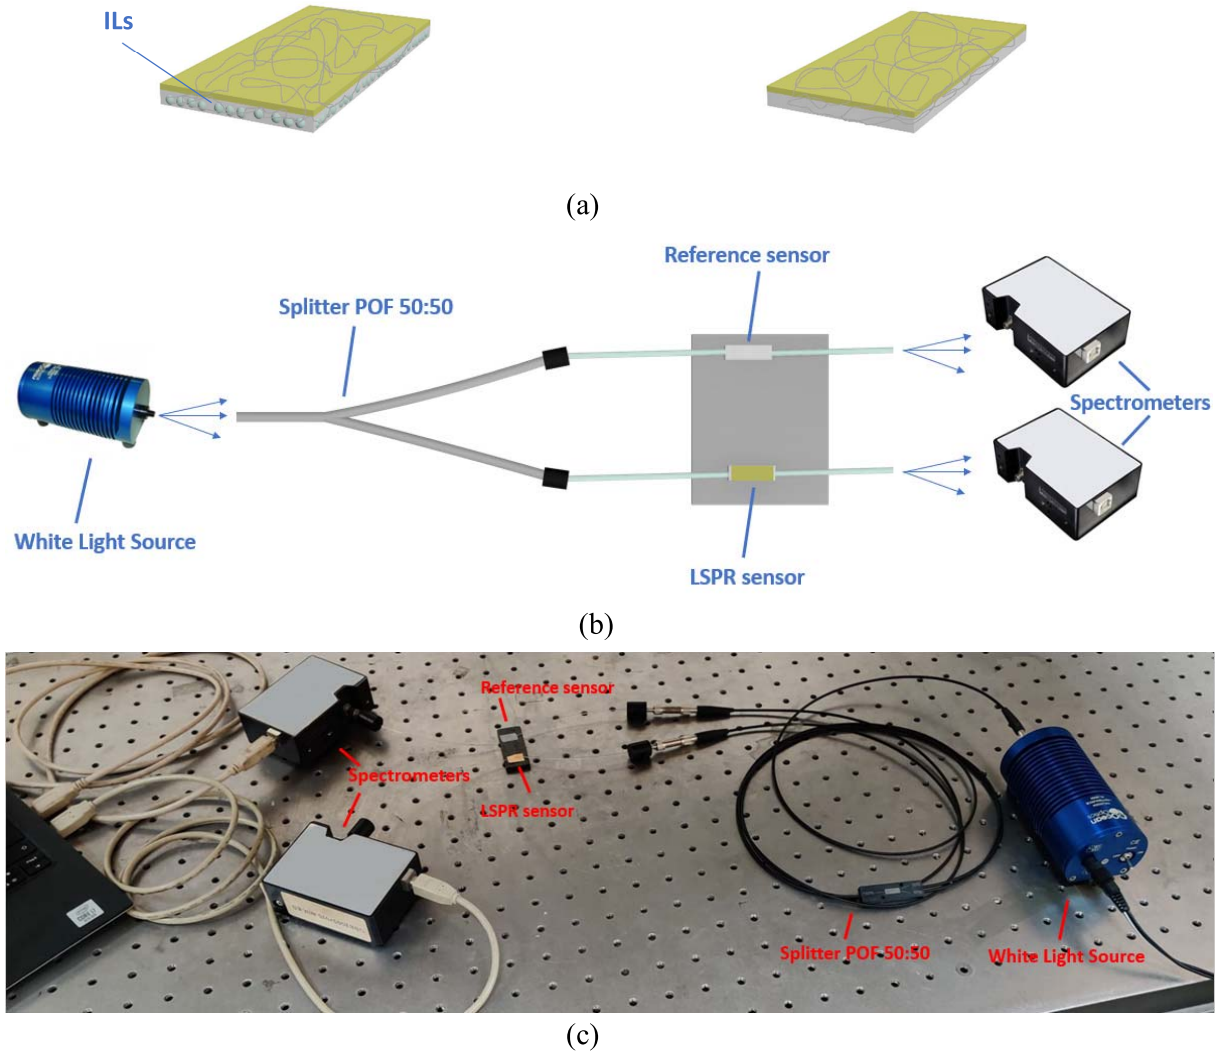 ILs
(a)
Reference sensor
Splitter POF 50:50
Spectrometers
White Light Source
LSPR sensor
(b)
Reference sensor
Spectrometers
LSPR sensor
Splitter POF 50:50
White Light Source
Ocean
(c)